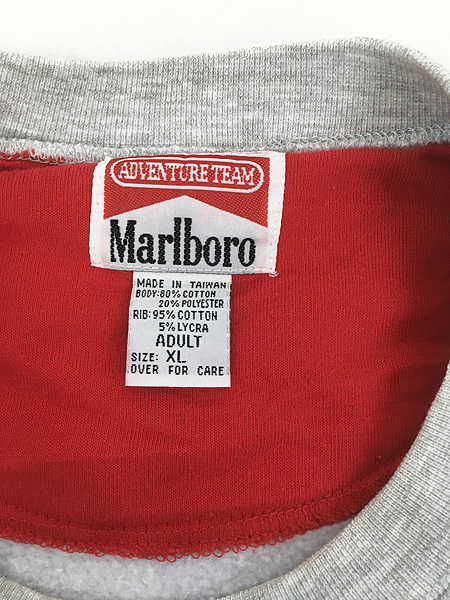 ADVENTURE TEAM
Marlboro
MADE IN TAIWAN
BODY:80% COTTON
20% POLYESTER
RIB:95% COTTON
5% LYCRA
ADULT
SIZE: XL
OVER FOR CARE